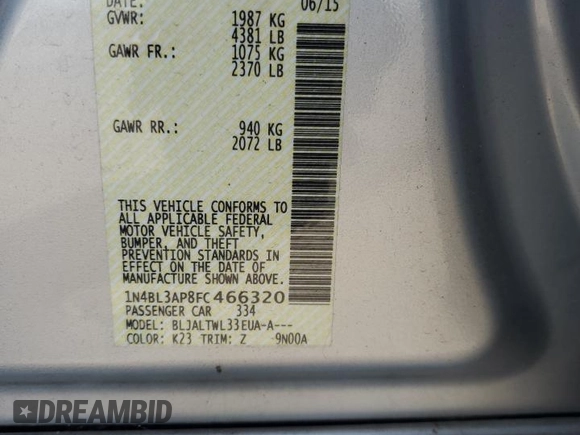 DATE: 06/15
GVWR: 1987 KG
4381 LB
GAWR FR.: 1075 KG
2370 LB
GAWR RR.: 940 KG
2072 LB
THIS VEHICLE CONFORMS TO
ALL APPLICABLE FEDERAL
MOTOR VEHICLE SAFETY,
BUMPER, AND THEFT
PREVENTION STANDARDS IN
EFFECT ON THE DATE OF
MANUFACTURE SHOWN ABOVE.
1N4BL3AP8FC466320
PASSENGER CAR 334
MODEL: BLJALTWL33EUA-A---
COLOR: K23 TRIM: Z 9N00A
DREAMBID